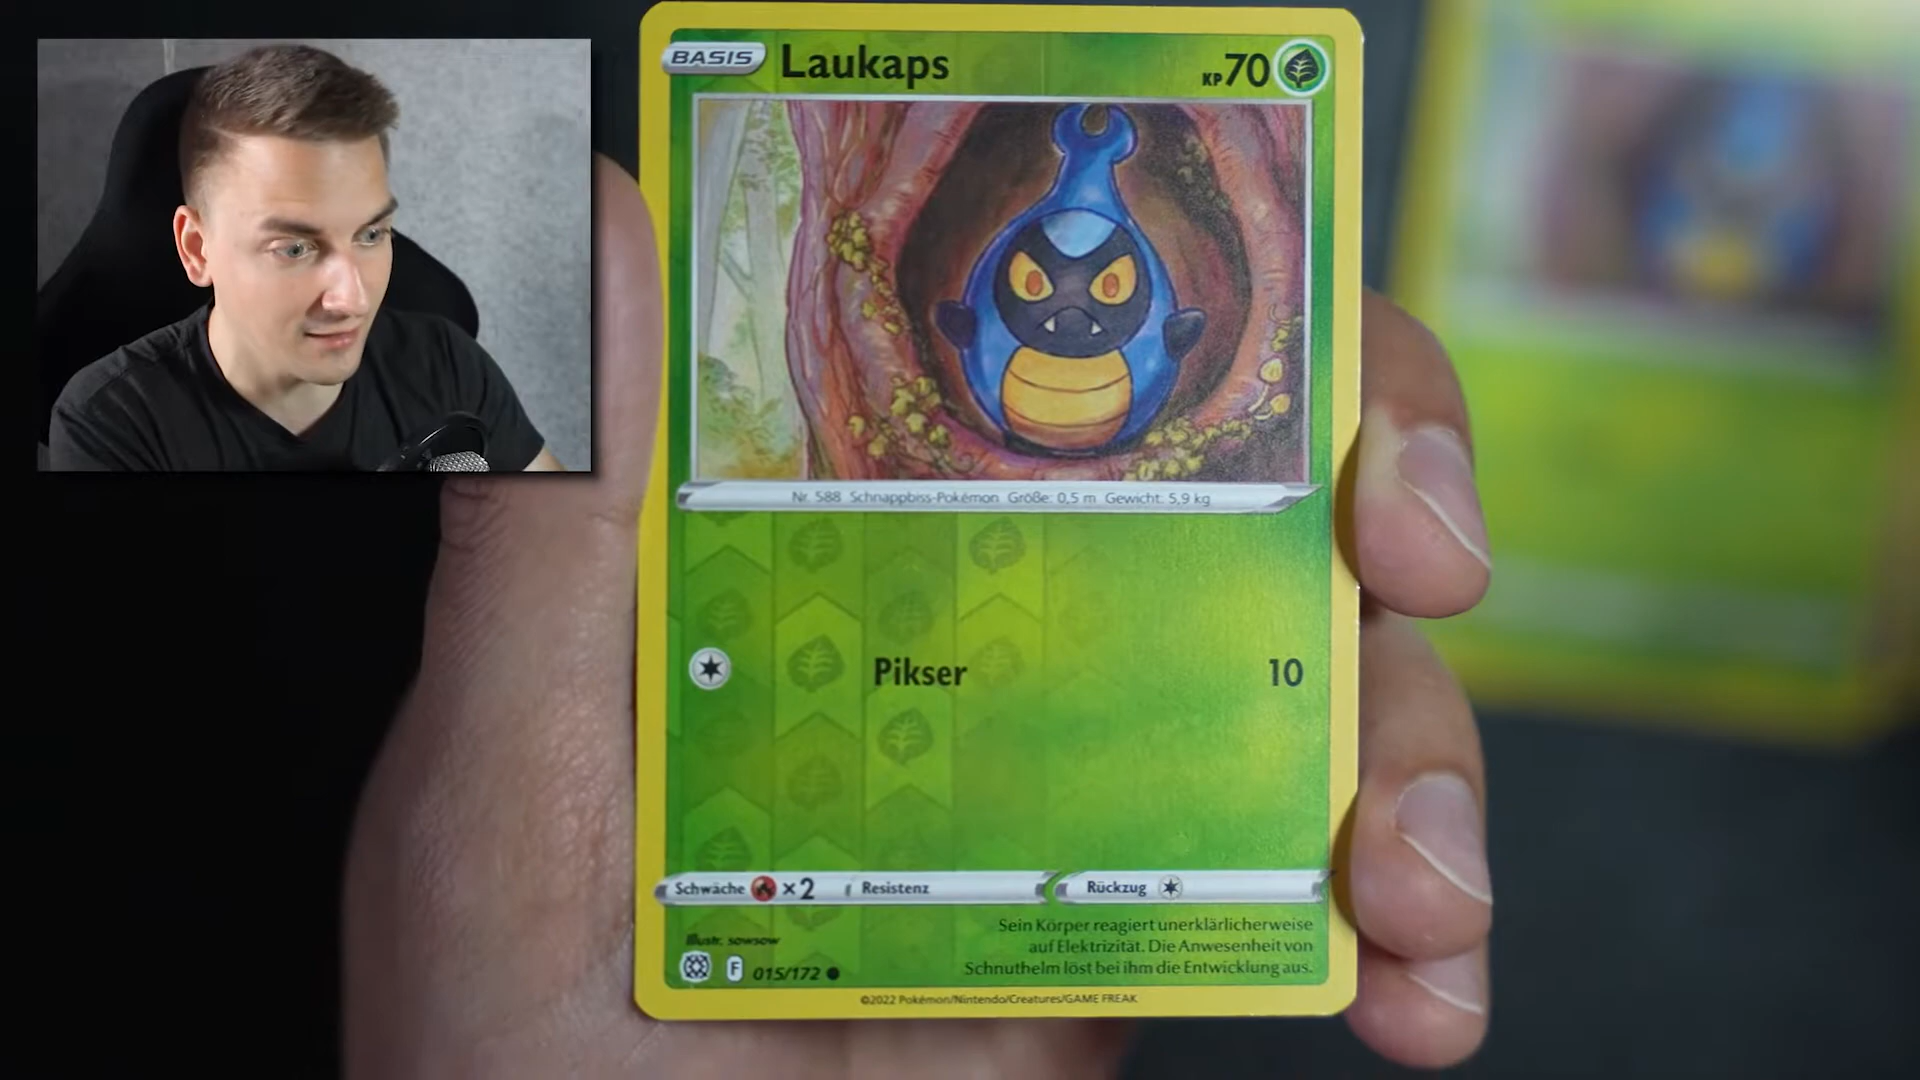 BASIS Laukaps KP70
Nr. 588 Schnappbiss-Pokémon Größe: 0,5 m Gewicht: 5,9 kg
Pikser 10
Schwäche ×2 Resistenz Rückzug
Sein Körper reagiert unerklärlicherweise
auf Elektrizität. Die Anwesenheit von
Schnuthelm löst bei ihm die Entwicklung aus.
Illustr. sowsow
F 015/172
©2022 Pokémon/Nintendo/Creatures/GAME FREAK